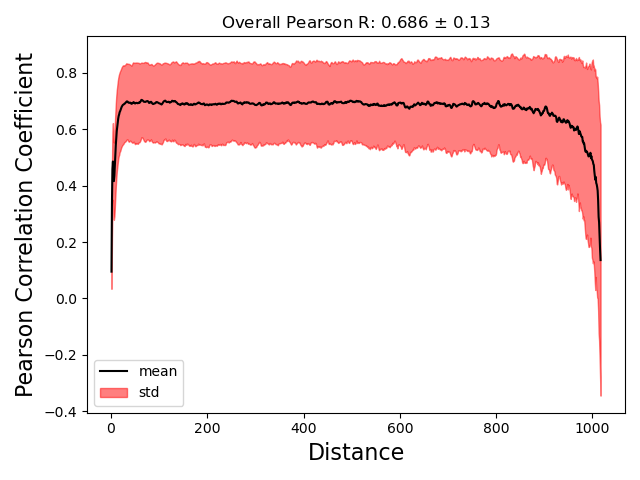 Overall Pearson R: 0.686 ± 0.13
Pearson Correlation Coefficient
0.8
0.6
0.4
0.2
0.0
−0.2
−0.4
mean
std
0 200 400 600 800 1000
Distance